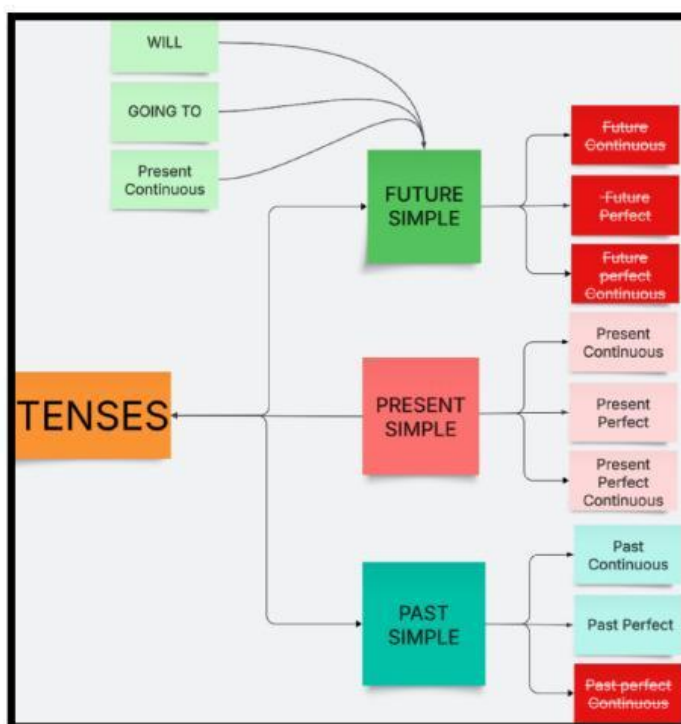 WILL
GOING TO
Present
Continuous
FUTURE
SIMPLE
Future
Continuous
-Future
Perfect
Future
perfect
Continuous
TENSES
PRESENT
SIMPLE
Present
Continuous
Present
Perfect
Present
Perfect
Continuous
PAST
SIMPLE
Past
Continuous
Past Perfect
Past perfect
Continuous